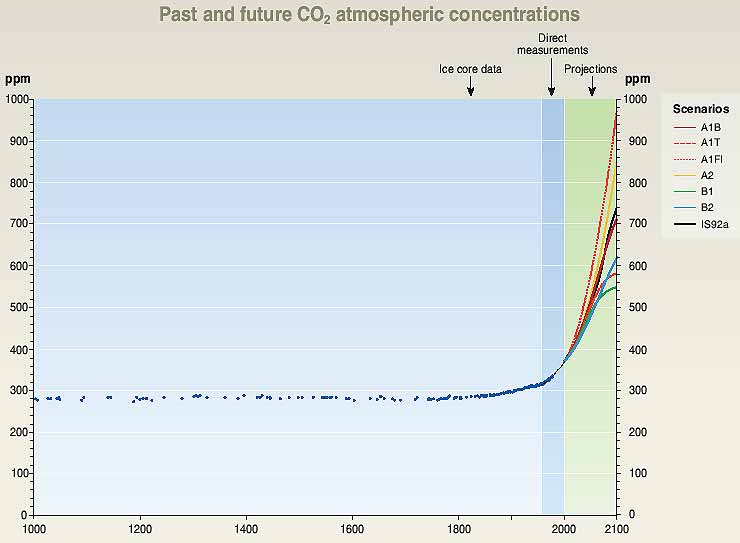 Past and future CO₂ atmospheric concentrations
Direct
measurements
Ice core data
Projections
ppm
ppm
1000
1000
900
900
800
800
700
700
600
600
500
500
400
400
300
300
200
200
100
100
0
0
1000
1200
1400
1600
1800
2000
2100
Scenarios
A1B
A1T
A1FI
A2
B1
B2
IS92a